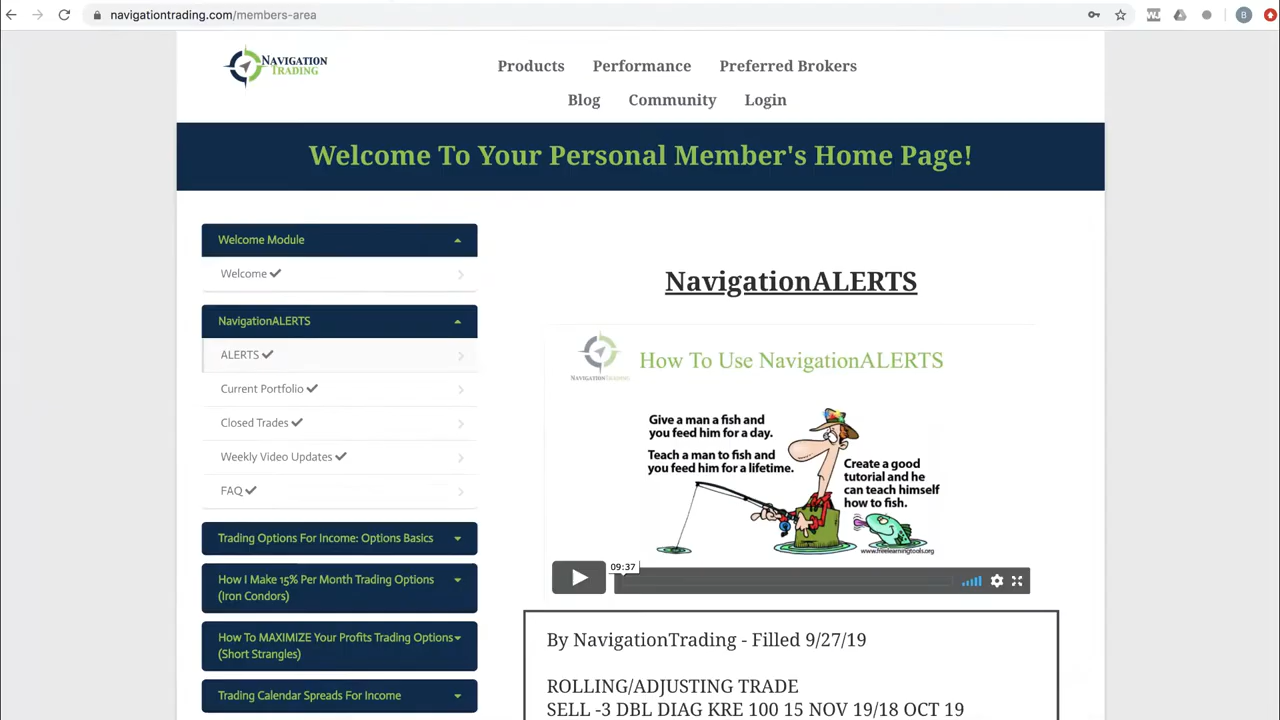 navigationtrading.com/members-area
B
NAVIGATION
TRADING
Products
Performance
Preferred Brokers
Blog
Community
Login
Welcome To Your Personal Member's Home Page!
Welcome Module
Welcome
NavigationALERTS
ALERTS
Current Portfolio
Closed Trades
Weekly Video Updates
FAQ
Trading Options For Income: Options Basics
How I Make 15% Per Month Trading Options
(Iron Condors)
How To MAXIMIZE Your Profits Trading Options
(Short Strangles)
Trading Calendar Spreads For Income
NavigationALERTS
NAVIGATIONTRADING
How To Use NavigationALERTS
Give a man a fish and
you feed him for a day.
Teach a man to fish and
you feed him for a lifetime.
Create a good
tutorial and he
can teach himself
how to fish.
www.freelearningtools.org
09:37
By NavigationTrading - Filled 9/27/19
ROLLING/ADJUSTING TRADE
SELL -3 DBL DIAG KRE 100 15 NOV 19/18 OCT 19